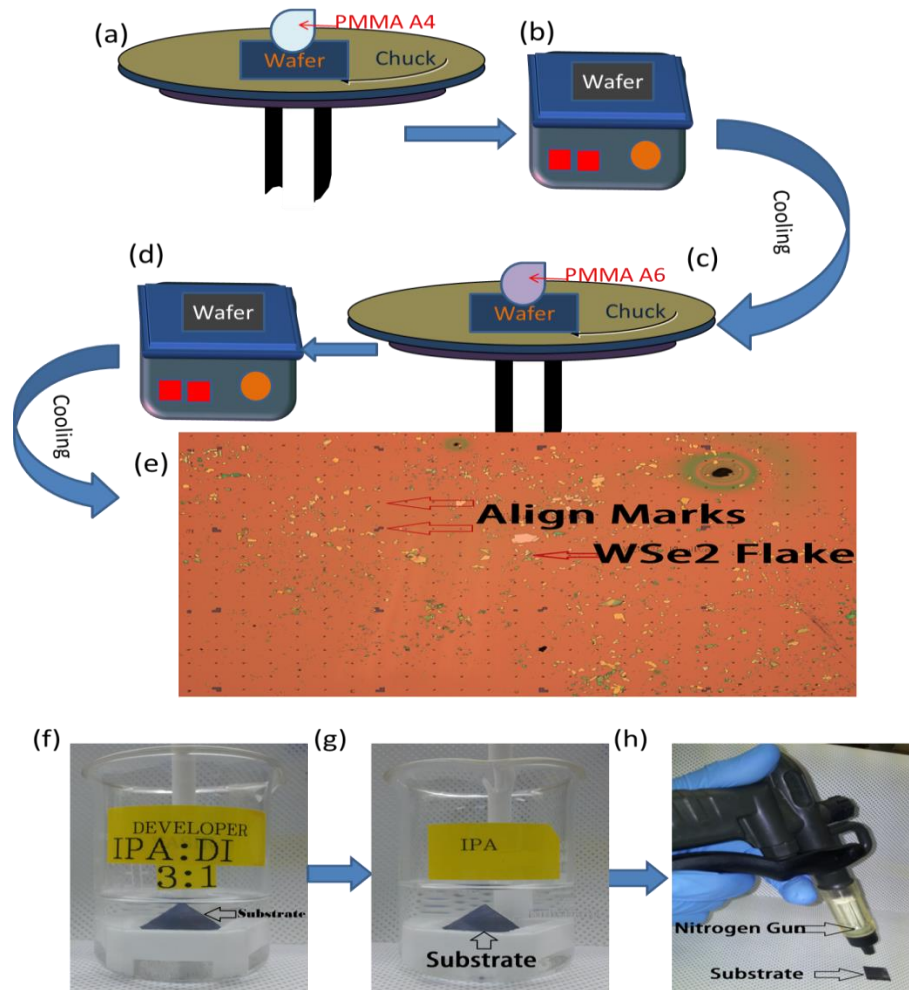 (a)
PMMA A4
Wafer
Chuck
(b)
Wafer
Cooling
(c)
PMMA A6
Wafer
Chuck
(d)
Wafer
Cooling
(e)
Align Marks
WSe2 Flake
(f)
DEVELOPER
IPA:DI
3:1
Substrate
(g)
IPA
Substrate
(h)
Nitrogen Gun
Substrate